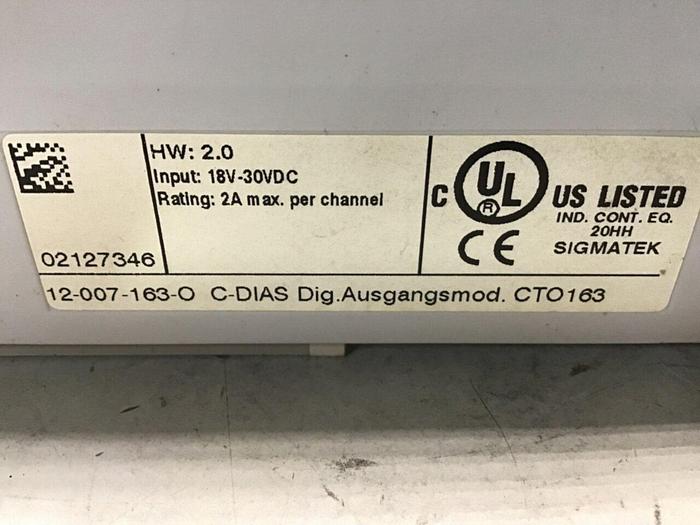 HW: 2.0
Input: 18V-30VDC
Rating: 2A max. per channel
02127346
C UL ® US LISTED
IND. CONT. EQ.
20HH
CE SIGMATEK
12-007-163-O C-DIAS Dig.Ausgangsmod. CTO163